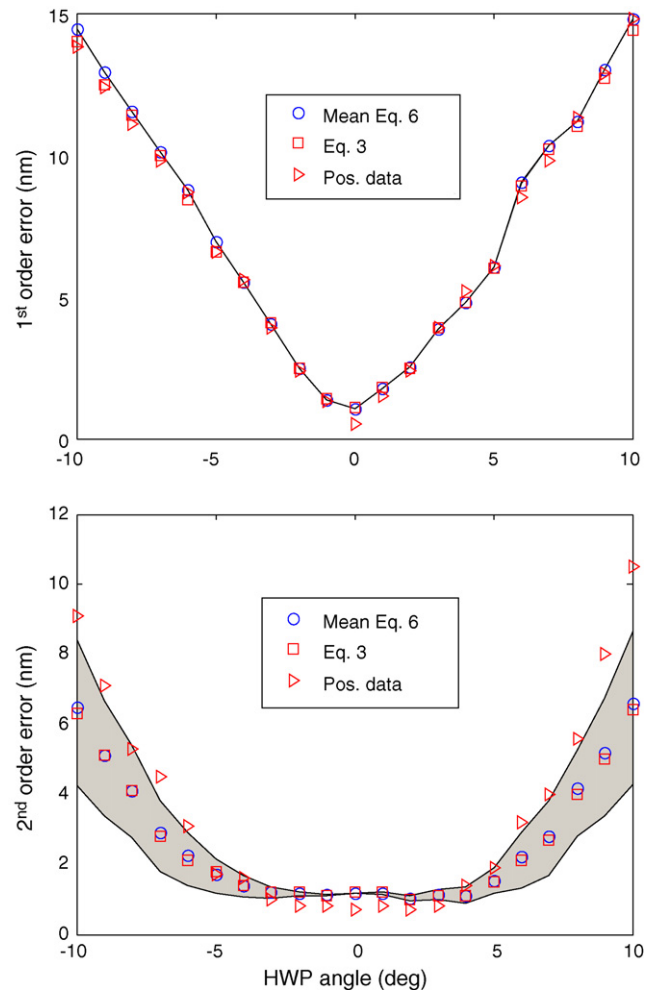 15
10
5
0
-10
-5
0
5
10
1st order error (nm)
Mean Eq. 6
Eq. 3
Pos. data
12
10
8
6
4
2
0
-10
-5
0
5
10
2nd order error (nm)
Mean Eq. 6
Eq. 3
Pos. data
HWP angle (deg)